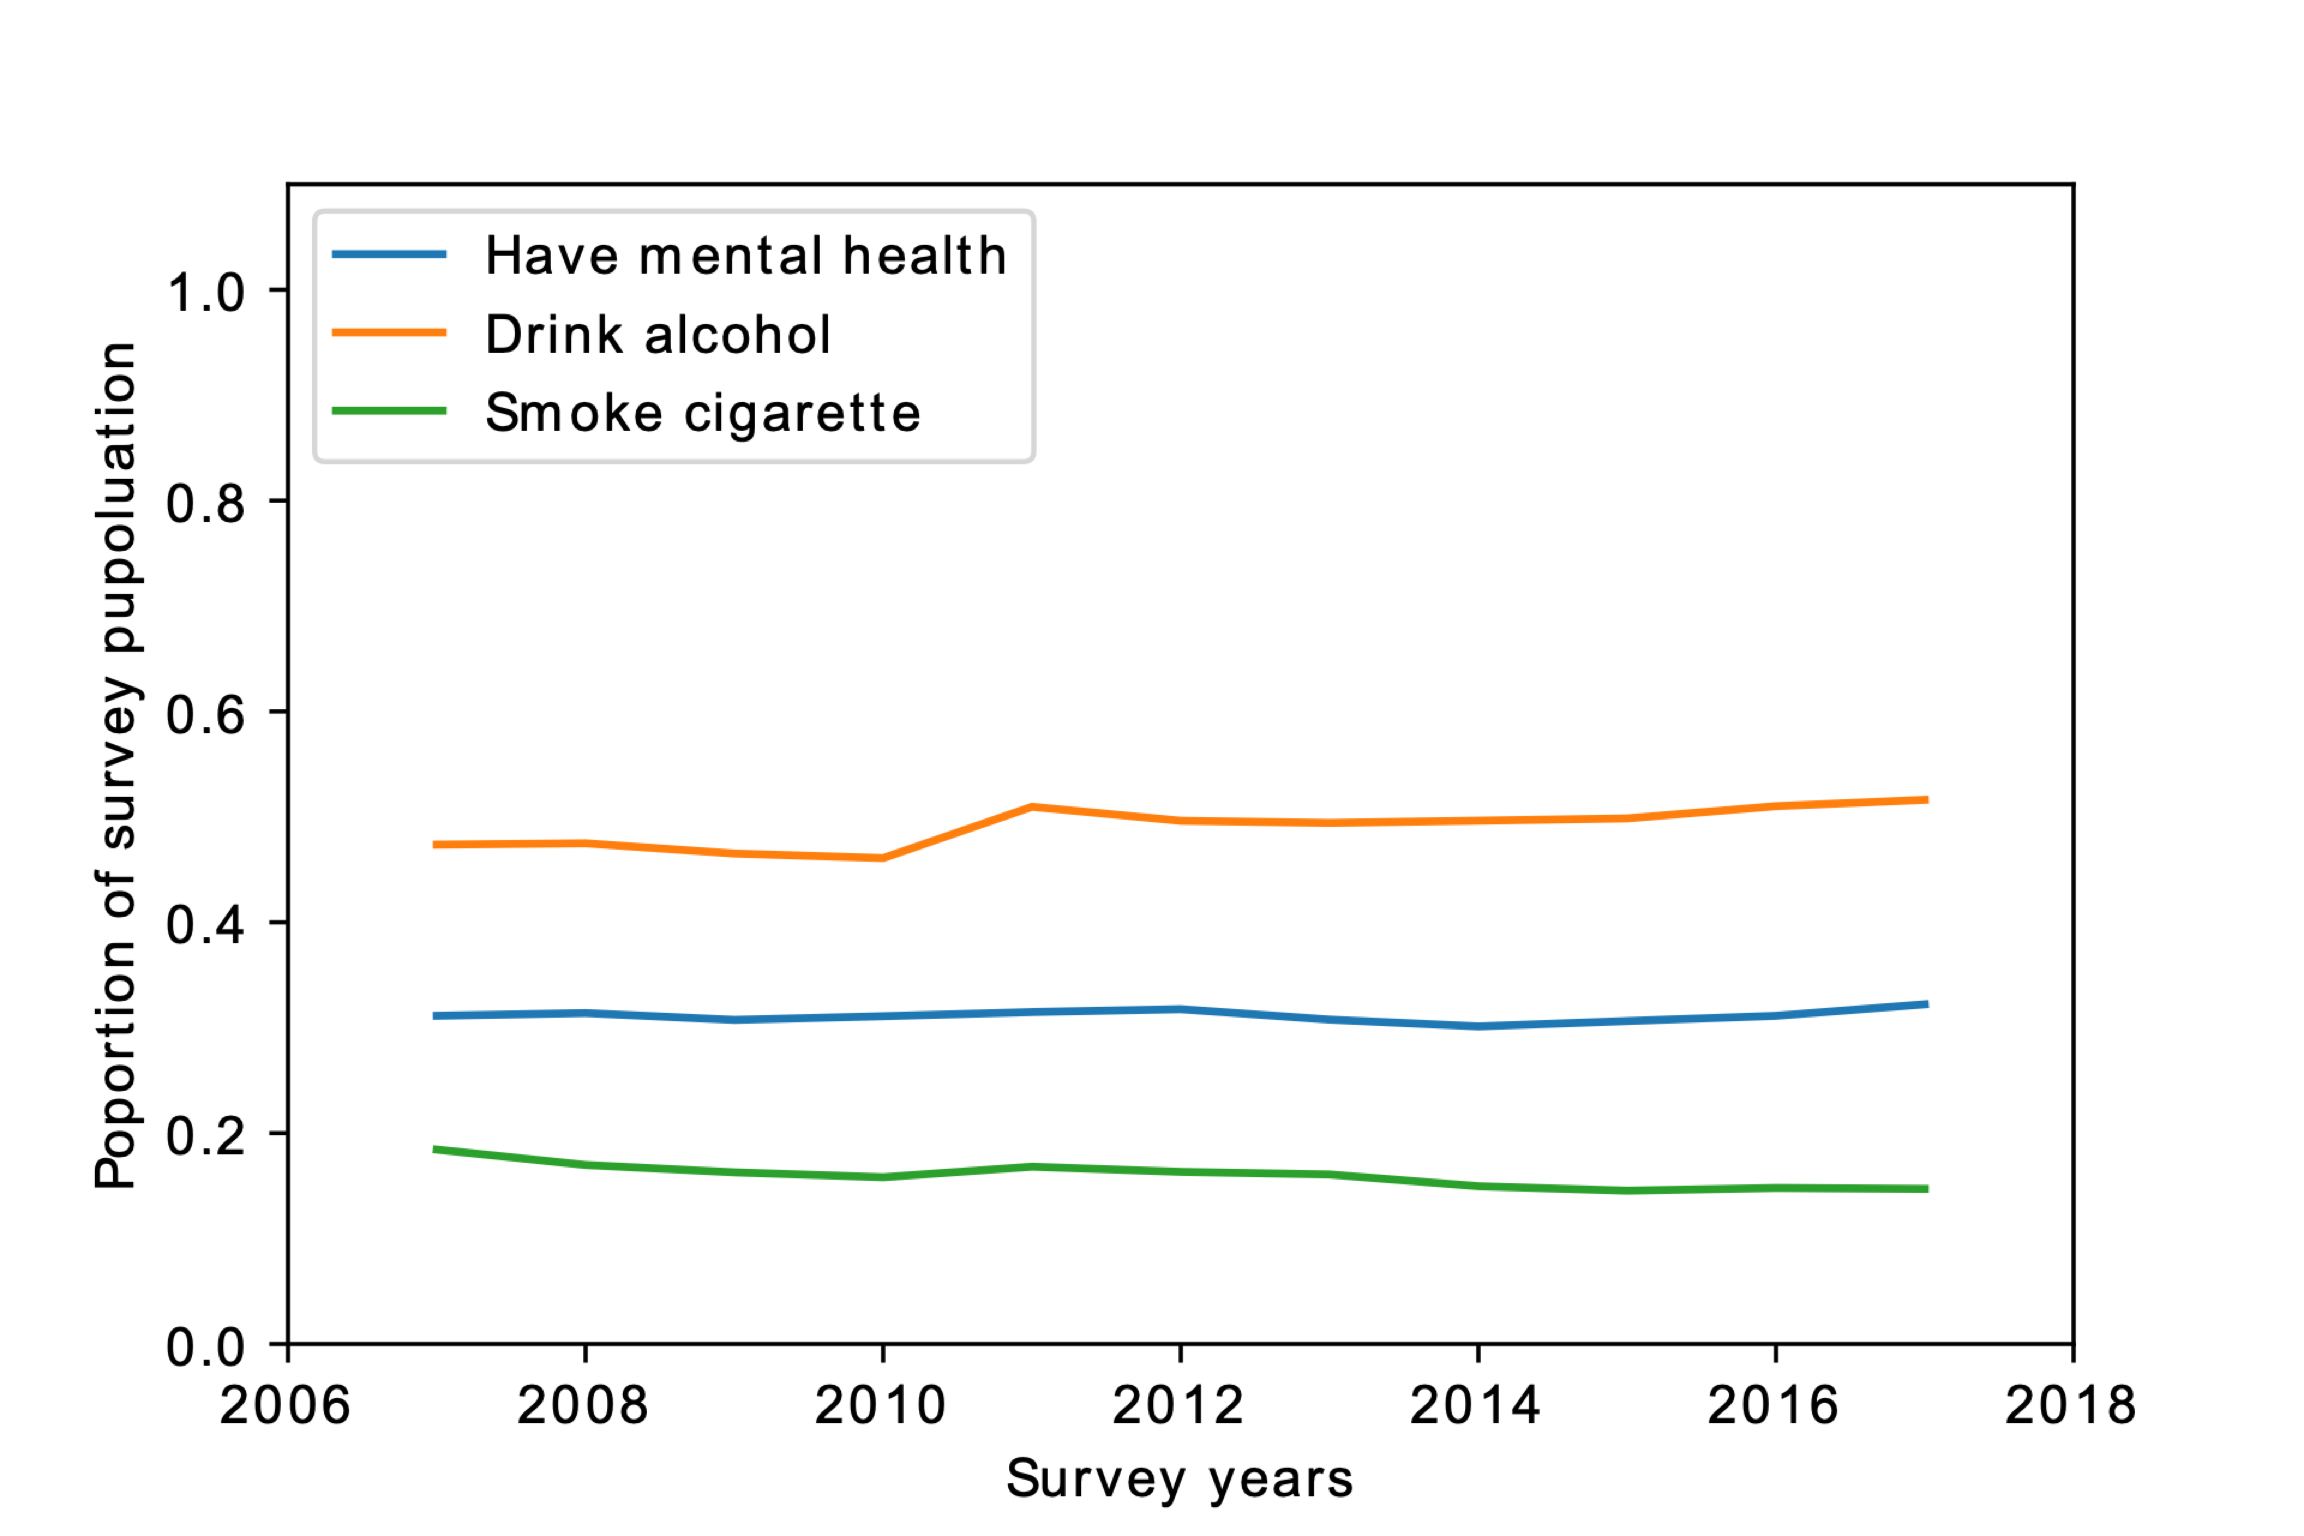 Have mental health
Drink alcohol
Smoke cigarette
1.0
0.8
0.6
0.4
0.2
0.0
Poportion of survey pupoluation
2006 2008 2010 2012 2014 2016 2018
Survey years